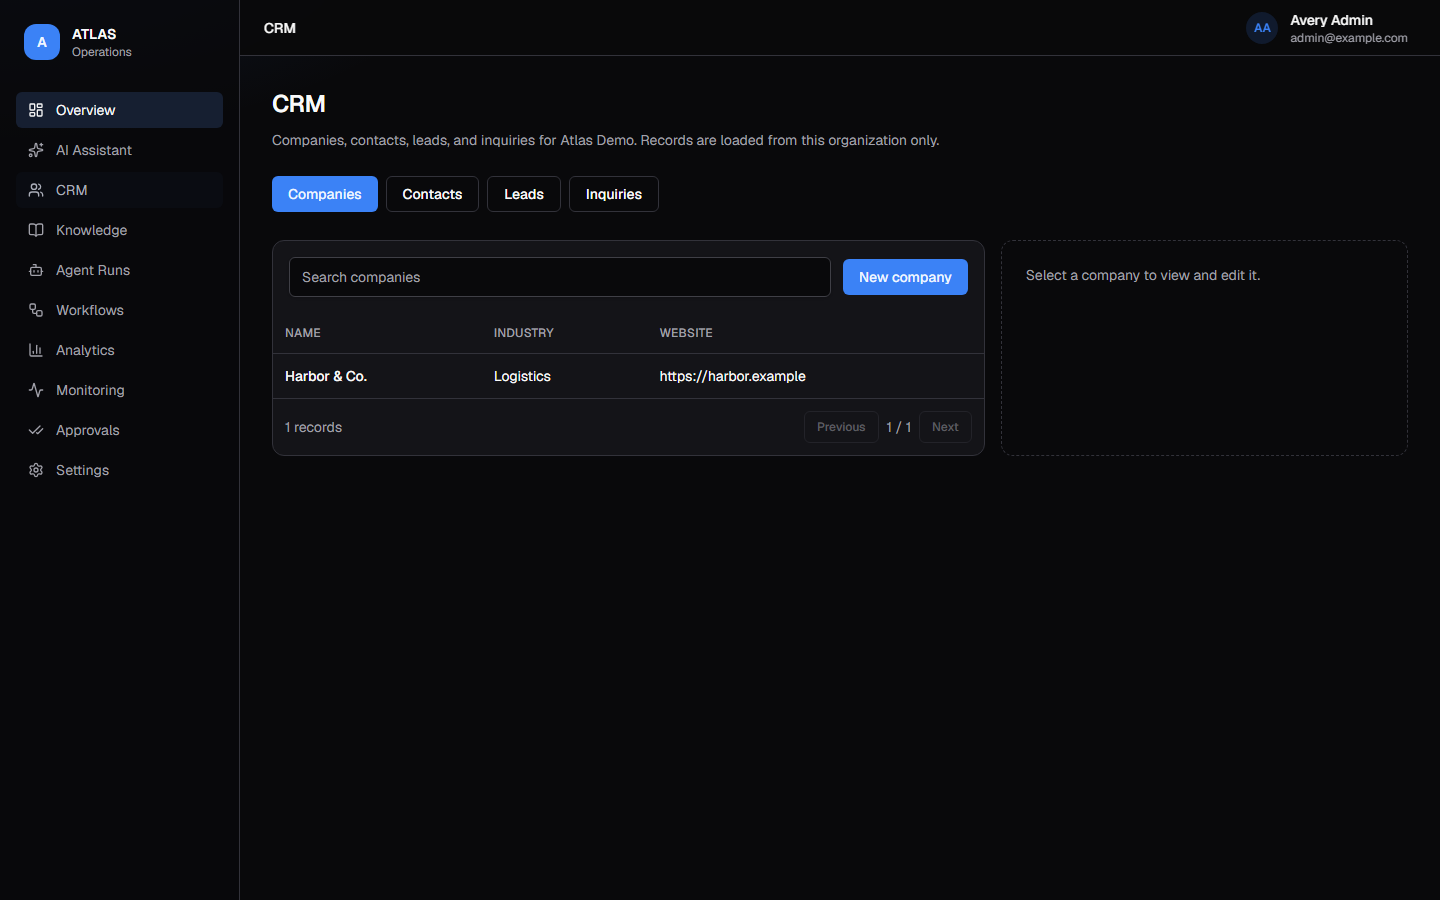 A
ATLAS
Operations
Overview
AI Assistant
CRM
Knowledge
Agent Runs
Workflows
Analytics
Monitoring
Approvals
Settings
CRM
AA
Avery Admin
admin@example.com
CRM
Companies, contacts, leads, and inquiries for Atlas Demo. Records are loaded from this organization only.
Companies Contacts Leads Inquiries
Search companies New company
NAME INDUSTRY WEBSITE
Harbor & Co. Logistics https://harbor.example
1 records Previous 1 / 1 Next
Select a company to view and edit it.